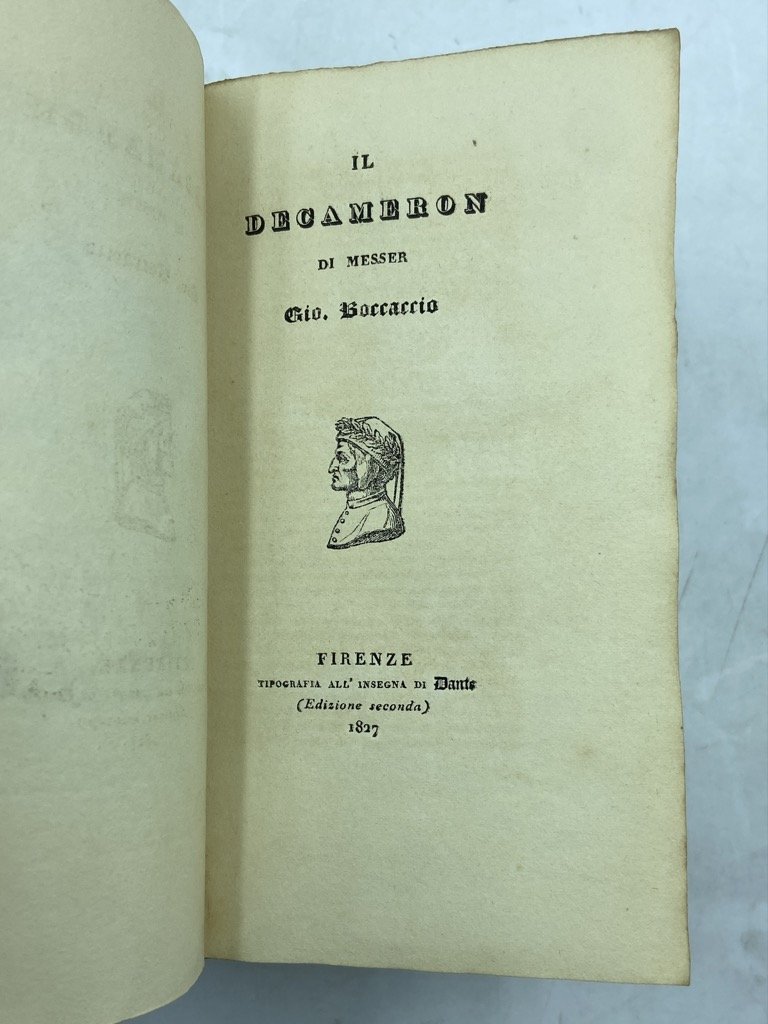 IL
DECAMERON
DI MESSER
Gio. Boccaccio
FIRENZE
TIPOGRAFIA ALL' INSEGNA DI Dante
(Edizione seconda)
1827